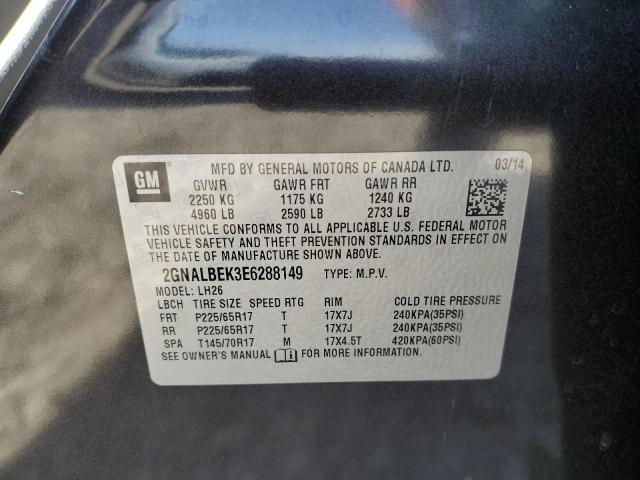 GM
MFD BY GENERAL MOTORS OF CANADA LTD. 03/14
GVWR GAWR FRT GAWR RR
2250 KG 1175 KG 1240 KG
4960 LB 2590 LB 2733 LB
THIS VEHICLE CONFORMS TO ALL APPLICABLE U.S. FEDERAL MOTOR
VEHICLE SAFETY AND THEFT PREVENTION STANDARDS IN EFFECT ON
THE DATE OF MANUFACTURE SHOWN ABOVE.
2GNALBEK3E6288149 TYPE: M.P.V.
MODEL: LH26
LBCH TIRE SIZE SPEED RTG RIM COLD TIRE PRESSURE
FRT P225/65R17 T 17X7J 240KPA(35PSI)
RR P225/65R17 T 17X7J 240KPA(35PSI)
SPA T145/70R17 M 17X4.5T 420KPA(60PSI)
SEE OWNER'S MANUAL FOR MORE INFORMATION.